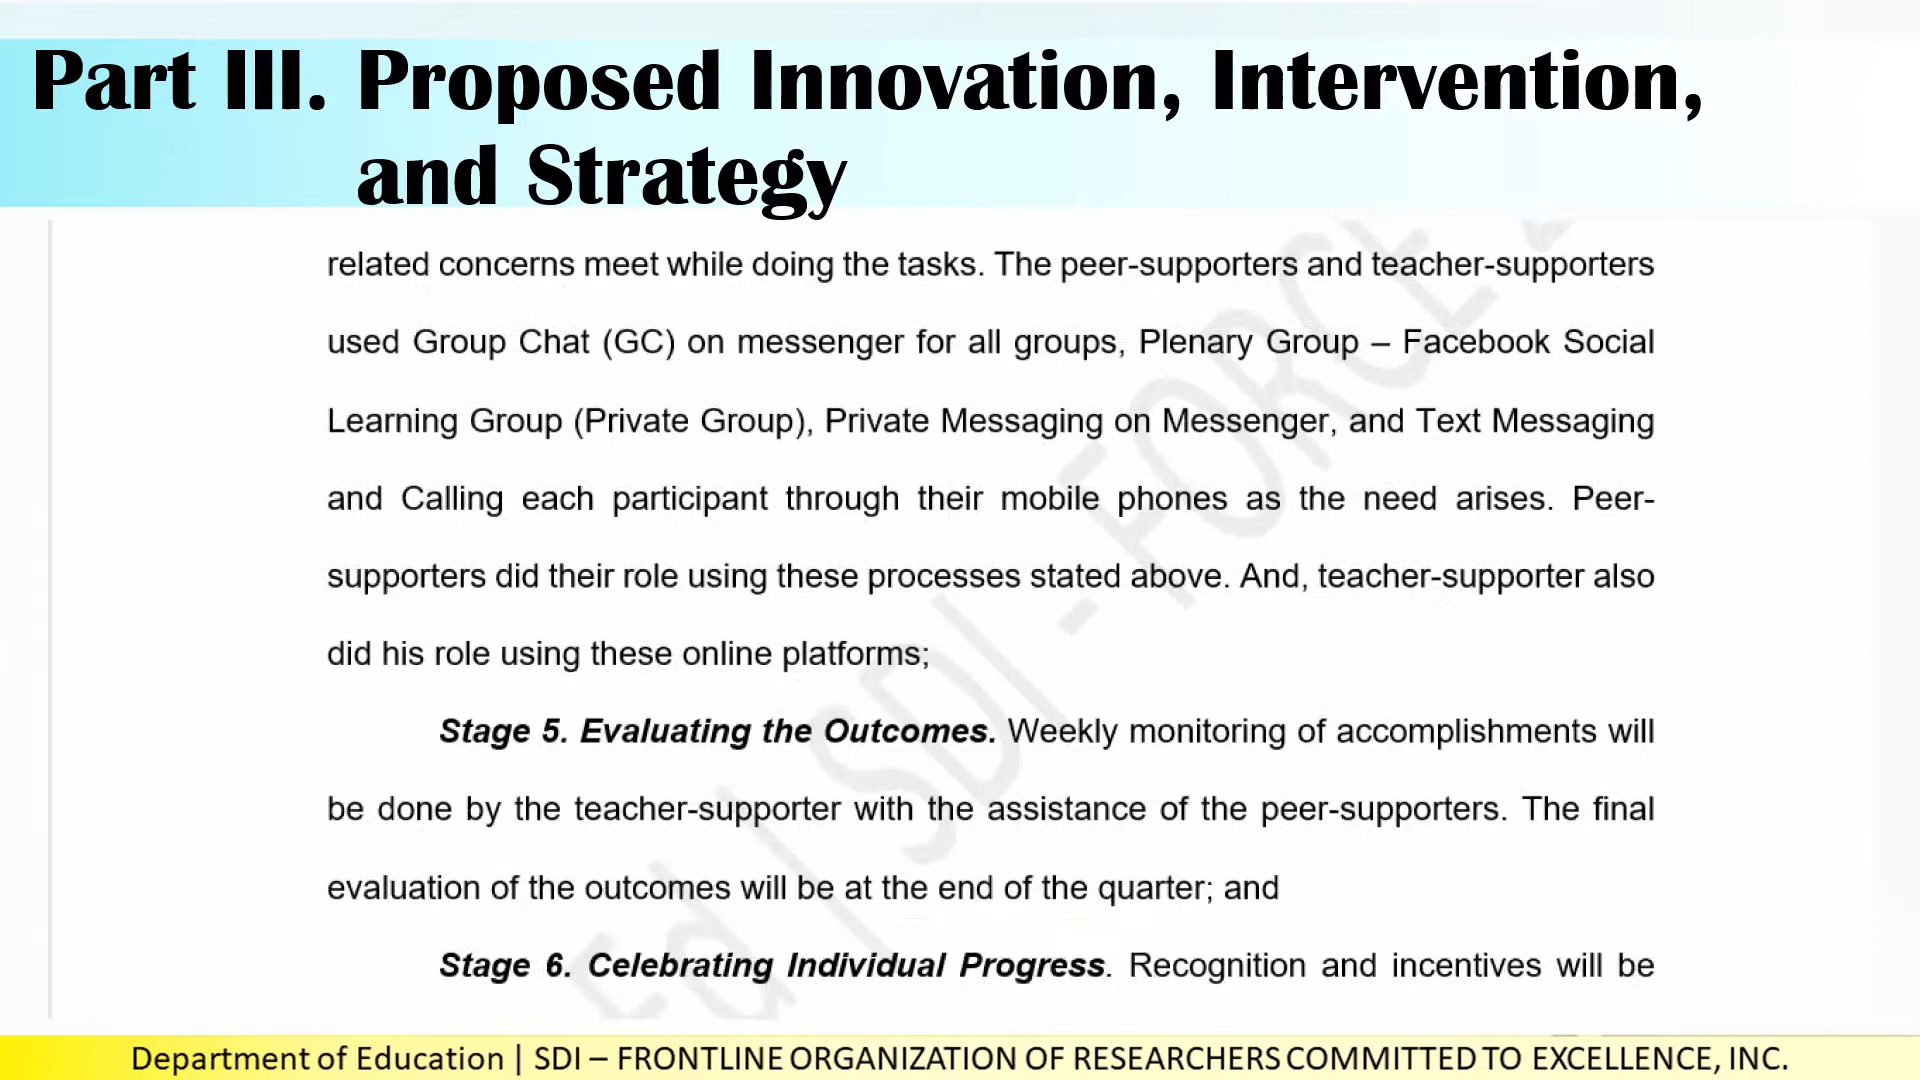 Part III. Proposed Innovation, Intervention,
and Strategy
related concerns meet while doing the tasks. The peer-supporters and teacher-supporters
used Group Chat (GC) on messenger for all groups, Plenary Group – Facebook Social
Learning Group (Private Group), Private Messaging on Messenger, and Text Messaging
and Calling each participant through their mobile phones as the need arises. Peer-
supporters did their role using these processes stated above. And, teacher-supporter also
did his role using these online platforms;
Stage 5. Evaluating the Outcomes. Weekly monitoring of accomplishments will
be done by the teacher-supporter with the assistance of the peer-supporters. The final
evaluation of the outcomes will be at the end of the quarter; and
Stage 6. Celebrating Individual Progress. Recognition and incentives will be
Ed | SDI - FORCE
Department of Education | SDI – FRONTLINE ORGANIZATION OF RESEARCHERS COMMITTED TO EXCELLENCE, INC.